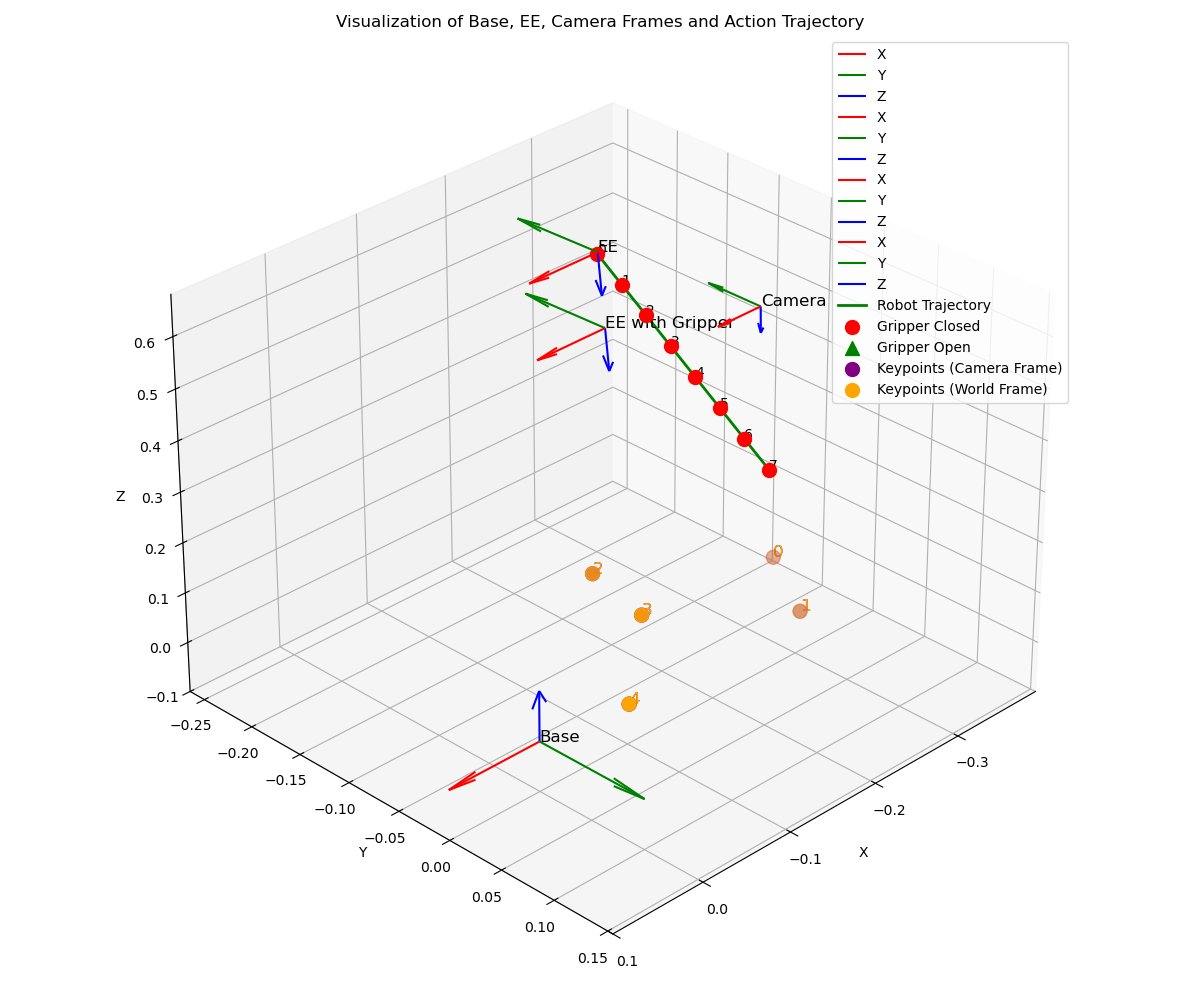 Visualization of Base, EE, Camera Frames and Action Trajectory
X
Y
Z
X
Y
Z
X
Y
Z
X
Y
Z
Robot Trajectory
Gripper Closed
Gripper Open
Keypoints (Camera Frame)
Keypoints (World Frame)
EE
1
Camera
2
EE with Gripper
3
4
5
6
7
0
2
1
3
4
Base
0.6
0.5
0.4
Z
0.3
0.2
0.1
0.0
−0.1
−0.25
−0.20
−0.15
−0.10
−0.05
Y
0.00
0.05
0.10
0.15
−0.3
−0.2
X
−0.1
0.0
0.1